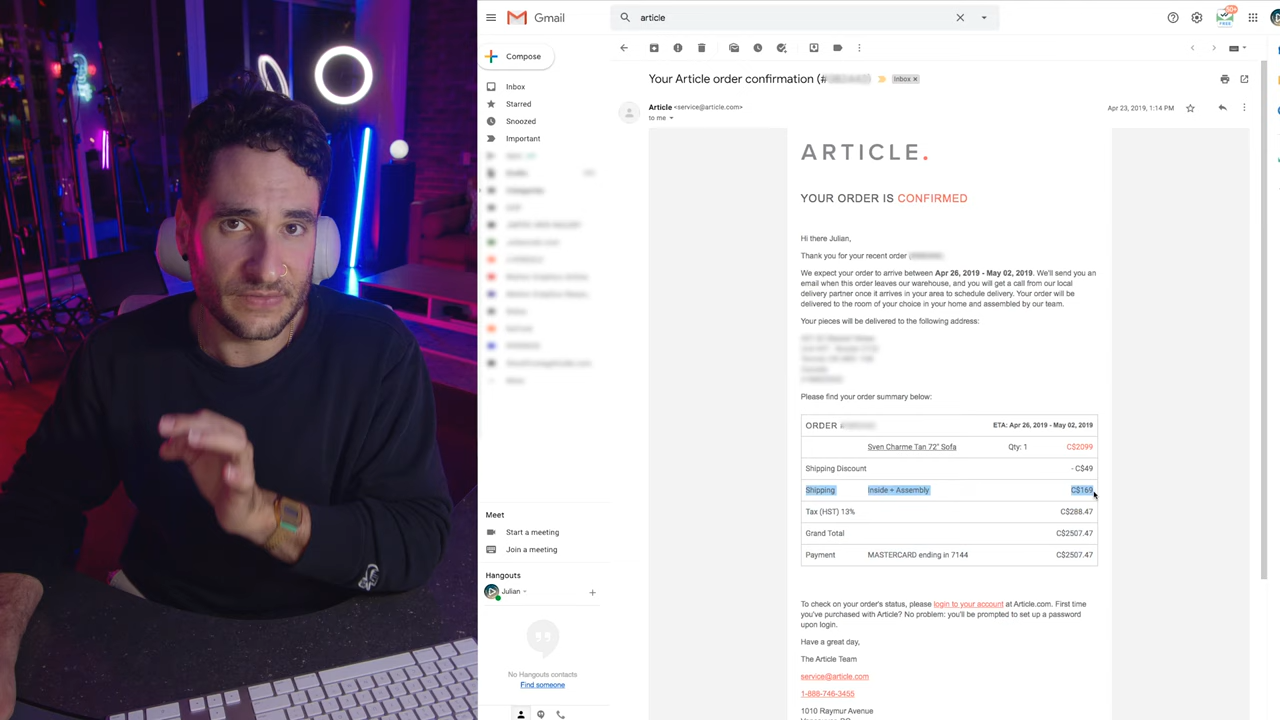 Gmail
article
Compose
60+
FREE
Inbox
Starred
Snoozed
Important
Meet
Start a meeting
Join a meeting
Hangouts
Julian
No Hangouts contacts
Find someone
Your Article order confirmation (#
Inbox ×
Article <service@article.com>
to me
Apr 23, 2019, 1:14 PM
ARTICLE.
YOUR ORDER IS CONFIRMED
Hi there Julian,
Thank you for your recent order
We expect your order to arrive between Apr 26, 2019 - May 02, 2019. We'll send you an
email when this order leaves our warehouse, and you will get a call from our local
delivery partner once it arrives in your area to schedule delivery. Your order will be
delivered to the room of your choice in your home and assembled by our team.
Your pieces will be delivered to the following address:
Please find your order summary below:
ORDER # ETA: Apr 26, 2019 - May 02, 2019
Sven Charme Tan 72" Sofa Qty: 1 C$2099
Shipping Discount - C$49
Shipping Inside + Assembly C$169
Tax (HST) 13% C$288.47
Grand Total C$2507.47
Payment MASTERCARD ending in 7144 C$2507.47
To check on your order's status, please login to your account at Article.com. First time
you've purchased with Article? No problem: you'll be prompted to set up a password
upon login.
Have a great day,
The Article Team
service@article.com
1-888-746-3455
1010 Raymur Avenue